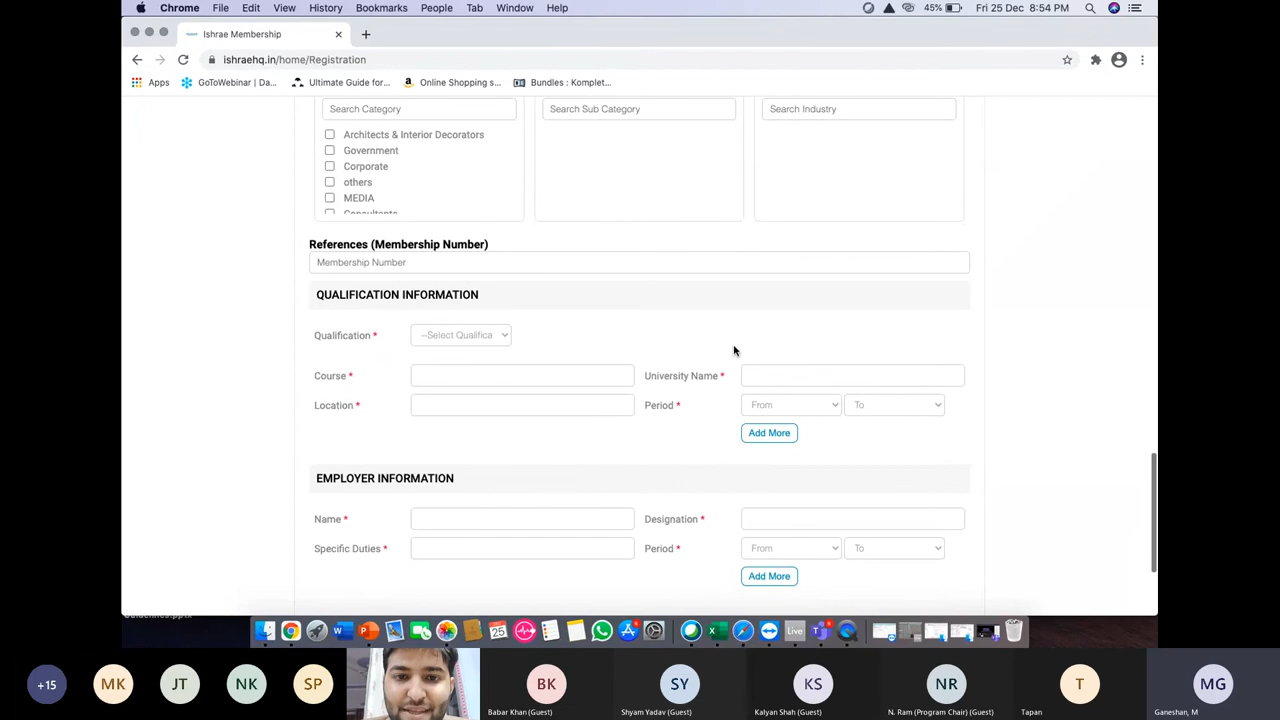 Chrome File Edit View History Bookmarks People Tab Window Help 45% Fri 25 Dec 8:54 PM
Ishrae Membership
ishraehq.in/home/Registration
Apps GoToWebinar | Da... Ultimate Guide for... Online Shopping s... Bundles : Komplet...
Search Category Search Sub Category Search Industry
Architects & Interior Decorators
Government
Corporate
others
MEDIA
Consultants
References (Membership Number)
Membership Number
QUALIFICATION INFORMATION
Qualification * --Select Qualifica
Course * University Name *
Location * Period * From To
Add More
EMPLOYER INFORMATION
Name * Designation *
Specific Duties * Period * From To
Add More
Guidelines.pptx
25 Live
+15 MK JT NK SP BK SY KS NR T MG
Babar Khan (Guest) Shyam Yadav (Guest) Kalyan Shah (Guest) N. Ram (Program Chair) (Guest) Tapan Ganeshan, M